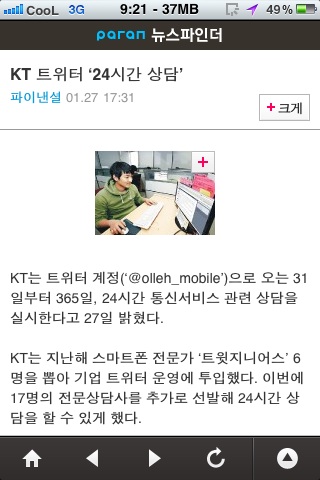 CooL 3G 9:21 - 37MB 49%
paran 뉴스파인더
KT 트위터 ‘24시간 상담’
파이낸셜 01.27 17:31
+ 크게
+
KT는 트위터 계정(‘@olleh_mobile’)으로 오는 31
일부터 365일, 24시간 통신서비스 관련 상담을
실시한다고 27일 밝혔다.
KT는 지난해 스마트폰 전문가 ‘트윗지니어스’ 6
명을 뽑아 기업 트위터 운영에 투입했다. 이번에
17명의 전문상담사를 추가로 선발해 24시간 상
담을 할 수 있게 했다.